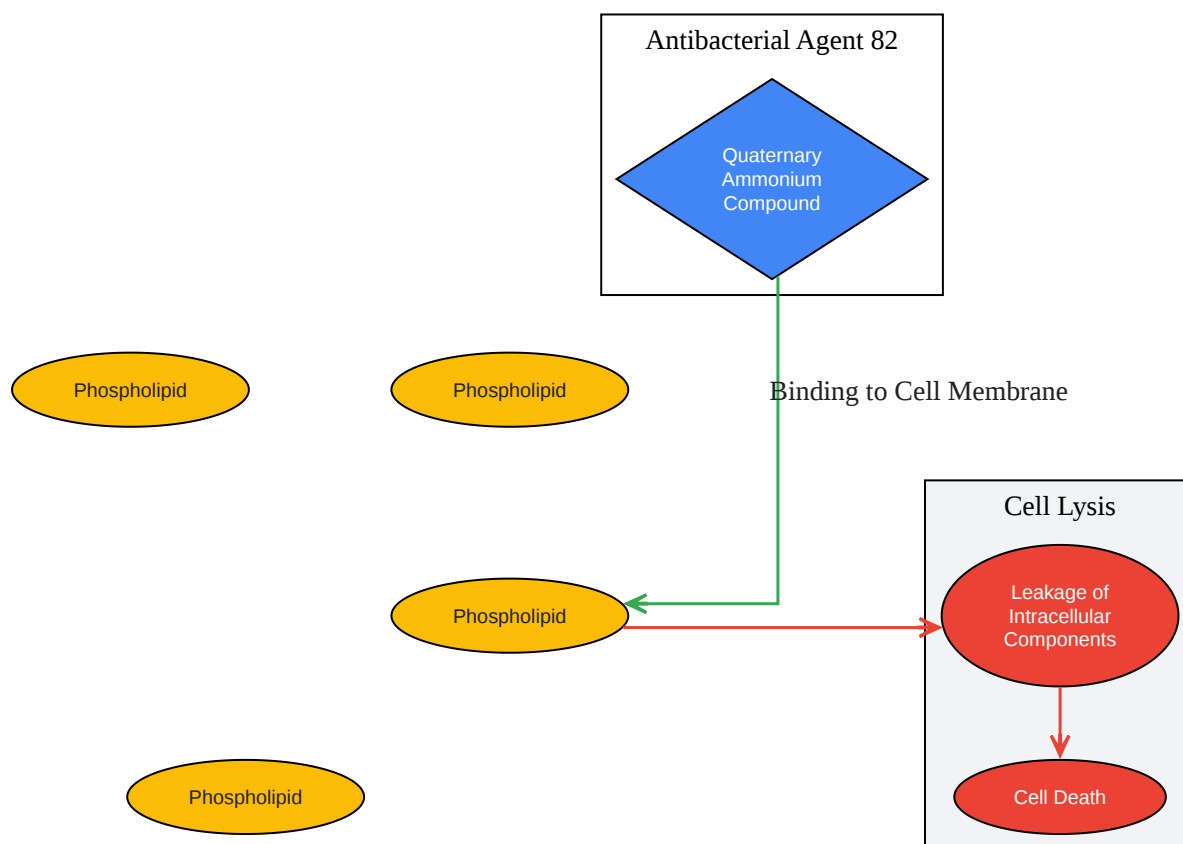 Antibacterial Agent 82
Quaternary
Ammonium
Compound
Phospholipid
Phospholipid
Binding to Cell Membrane
Cell Lysis
Phospholipid
Leakage of
Intracellular
Components
Phospholipid
Cell Death